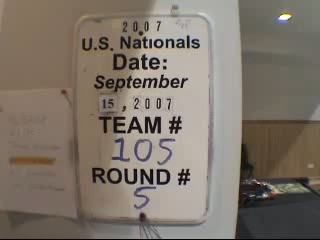 2007
U.S. Nationals
Date:
September
15, 2007
TEAM #
105
ROUND #
5